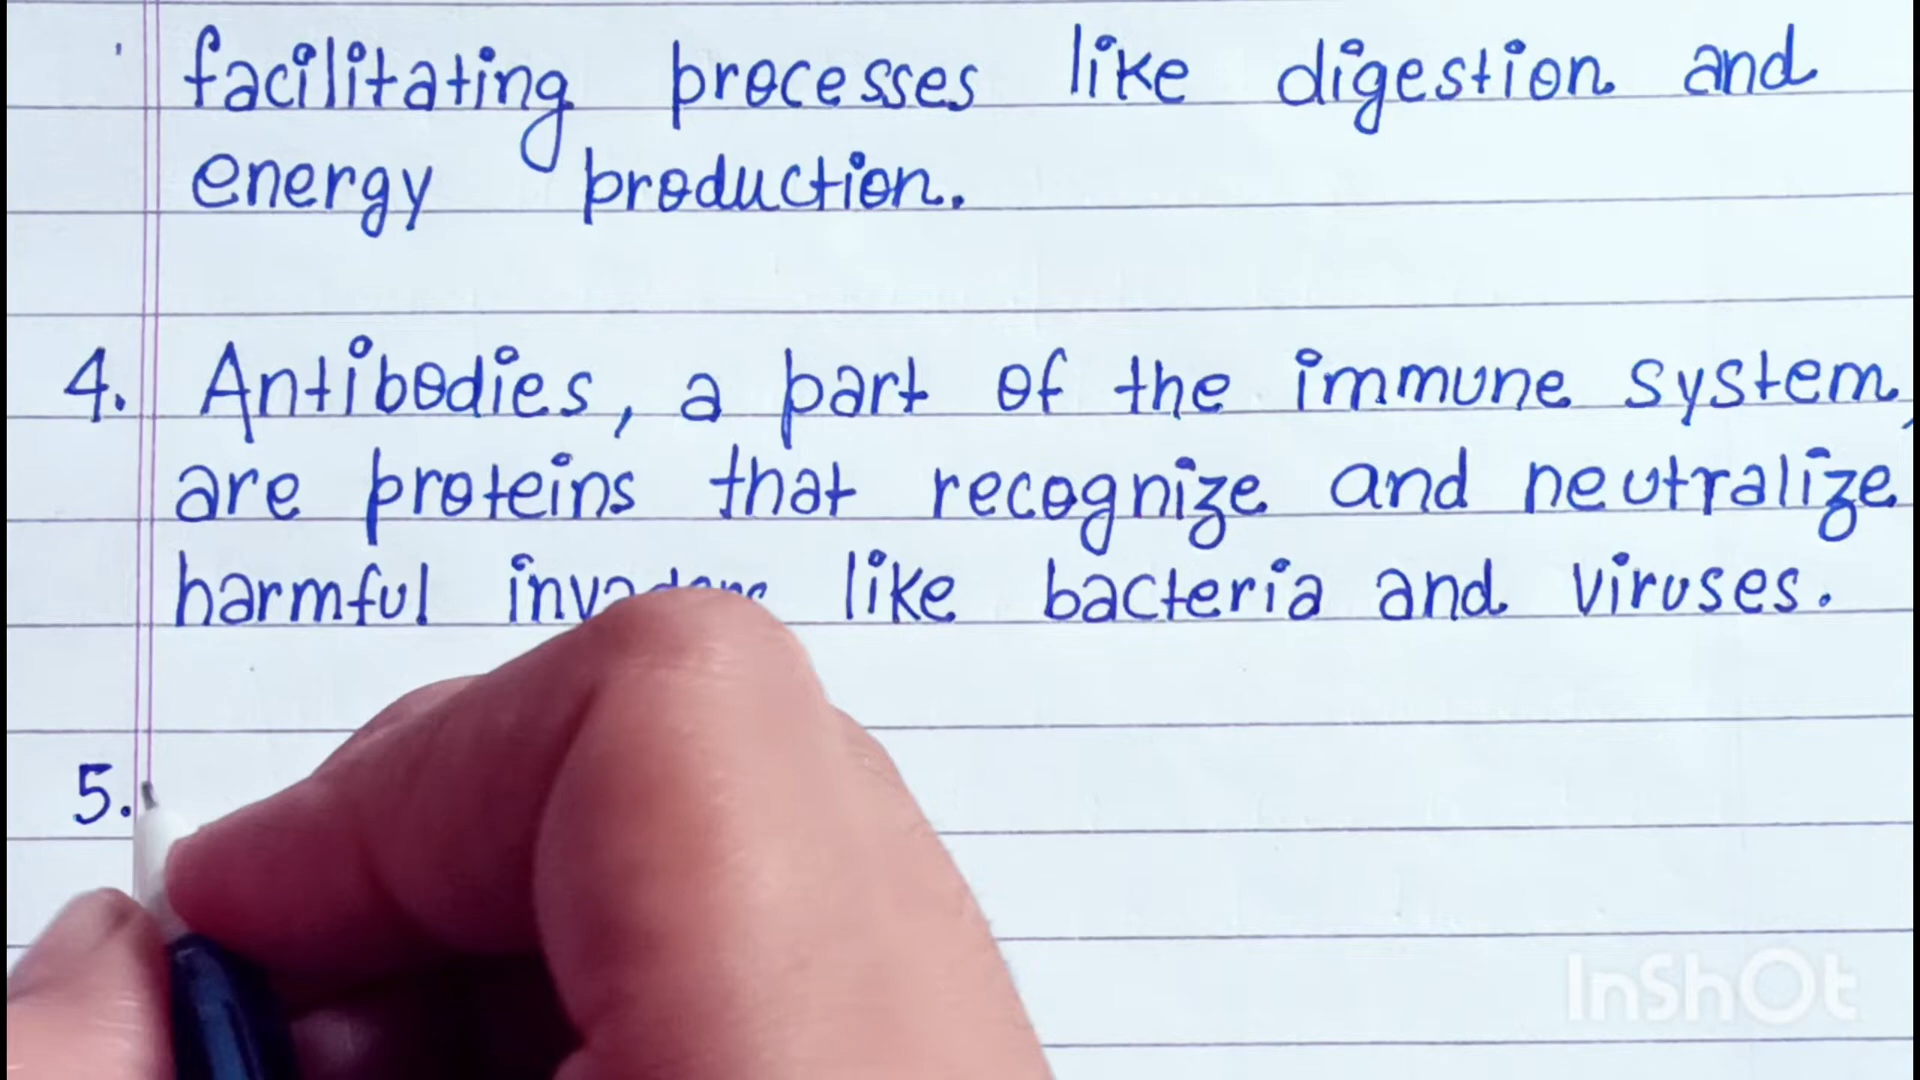 facilitating processes like digestion and
energy production.
4. Antibodies, a part of the immune system,
are proteins that recognize and neutralize
harmful invaders like bacteria and viruses.
5.
InShOt